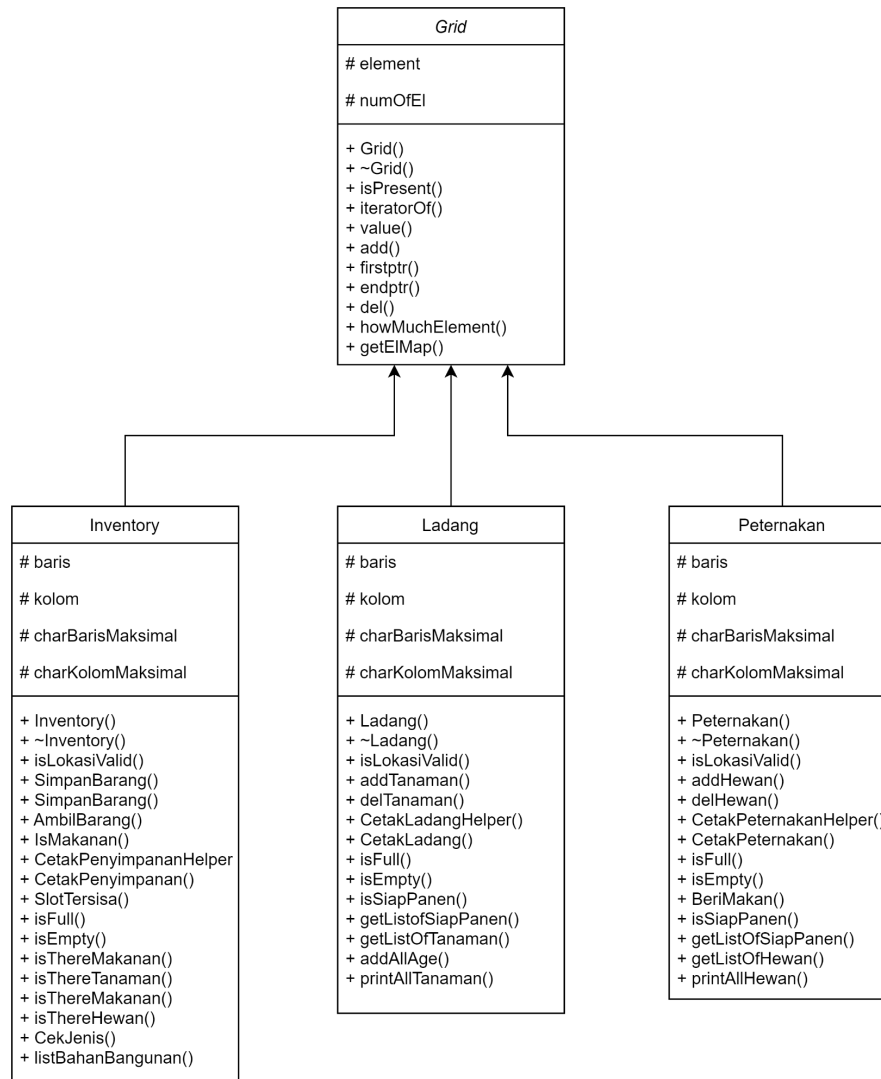 Grid
# element
# numOfEl
+ Grid()
+ ~Grid()
+ isPresent()
+ iteratorOf()
+ value()
+ add()
+ firstptr()
+ endptr()
+ del()
+ howMuchElement()
+ getElMap()
Inventory
# baris
# kolom
# charBarisMaksimal
# charKolomMaksimal
+ Inventory()
+ ~Inventory()
+ isLokasiValid()
+ SimpanBarang()
+ SimpanBarang()
+ AmbilBarang()
+ IsMakanan()
+ CetakPenyimpananHelper
+ CetakPenyimpanan()
+ SlotTersisa()
+ isFull()
+ isEmpty()
+ isThereMakanan()
+ isThereTanaman()
+ isThereMakanan()
+ isThereHewan()
+ CekJenis()
+ listBahanBangunan()
Ladang
# baris
# kolom
# charBarisMaksimal
# charKolomMaksimal
+ Ladang()
+ ~Ladang()
+ isLokasiValid()
+ addTanaman()
+ delTanaman()
+ CetakLadangHelper()
+ CetakLadang()
+ isFull()
+ isEmpty()
+ isSiapPanen()
+ getListofSiapPanen()
+ getListOfTanaman()
+ addAllAge()
+ printAllTanaman()
Peternakan
# baris
# kolom
# charBarisMaksimal
# charKolomMaksimal
+ Peternakan()
+ ~Peternakan()
+ isLokasiValid()
+ addHewan()
+ delHewan()
+ CetakPeternakanHelper()
+ CetakPeternakan()
+ isFull()
+ isEmpty()
+ BeriMakan()
+ isSiapPanen()
+ getListOfSiapPanen()
+ getListOfHewan()
+ printAllHewan()